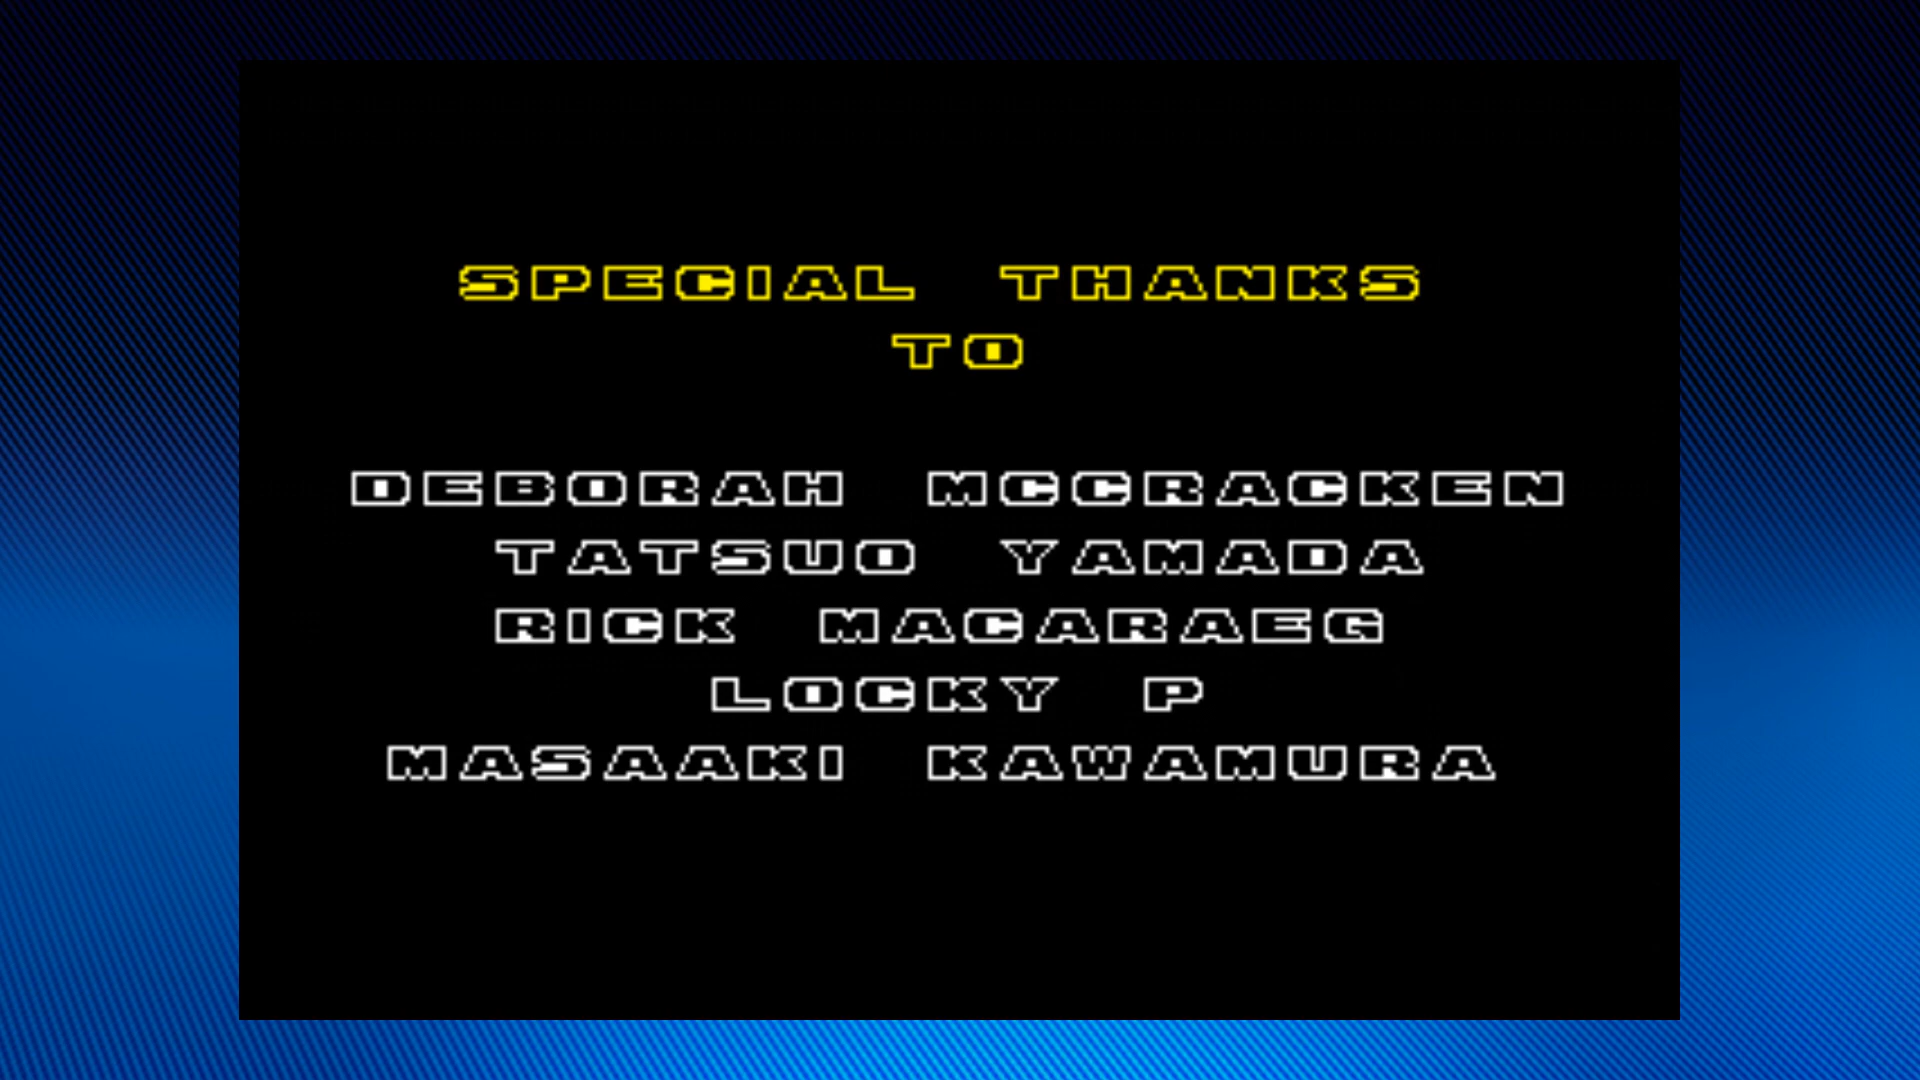 SPECIAL THANKS
TO
DEBORAH MCCRACKEN
TATSUO YAMADA
RICK MACARAEG
LOCKY P
MASAAKI KAWAMURA